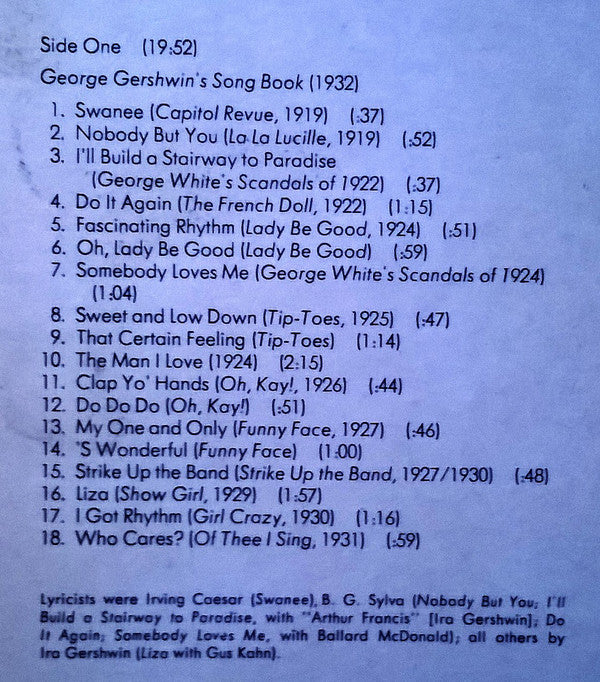 Side One (19:52)
George Gershwin's Song Book (1932)
1. Swanee (Capitol Revue, 1919) (:37)
2. Nobody But You (La La Lucille, 1919) (:52)
3. I'll Build a Stairway to Paradise
(George White's Scandals of 1922) (:37)
4. Do It Again (The French Doll, 1922) (1:15)
5. Fascinating Rhythm (Lady Be Good, 1924) (:51)
6. Oh, Lady Be Good (Lady Be Good) (:59)
7. Somebody Loves Me (George White's Scandals of 1924)
(1:04)
8. Sweet and Low Down (Tip-Toes, 1925) (:47)
9. That Certain Feeling (Tip-Toes) (1:14)
10. The Man I Love (1924) (2:15)
11. Clap Yo' Hands (Oh, Kay!, 1926) (:44)
12. Do Do Do (Oh, Kay!) (:51)
13. My One and Only (Funny Face, 1927) (:46)
14. 'S Wonderful (Funny Face) (1:00)
15. Strike Up the Band (Strike Up the Band, 1927/1930) (:48)
16. Liza (Show Girl, 1929) (1:57)
17. I Got Rhythm (Girl Crazy, 1930) (1:16)
18. Who Cares? (Of Thee I Sing, 1931) (:59)
Lyricists were Irving Caesar (Swanee), B. G. Sylva (Nobody But You; I'll
Build a Stairway to Paradise, with "Arthur Francis" [Ira Gershwin]; Do
It Again; Somebody Loves Me, with Ballard McDonald); all others by
Ira Gershwin (Liza with Gus Kahn).